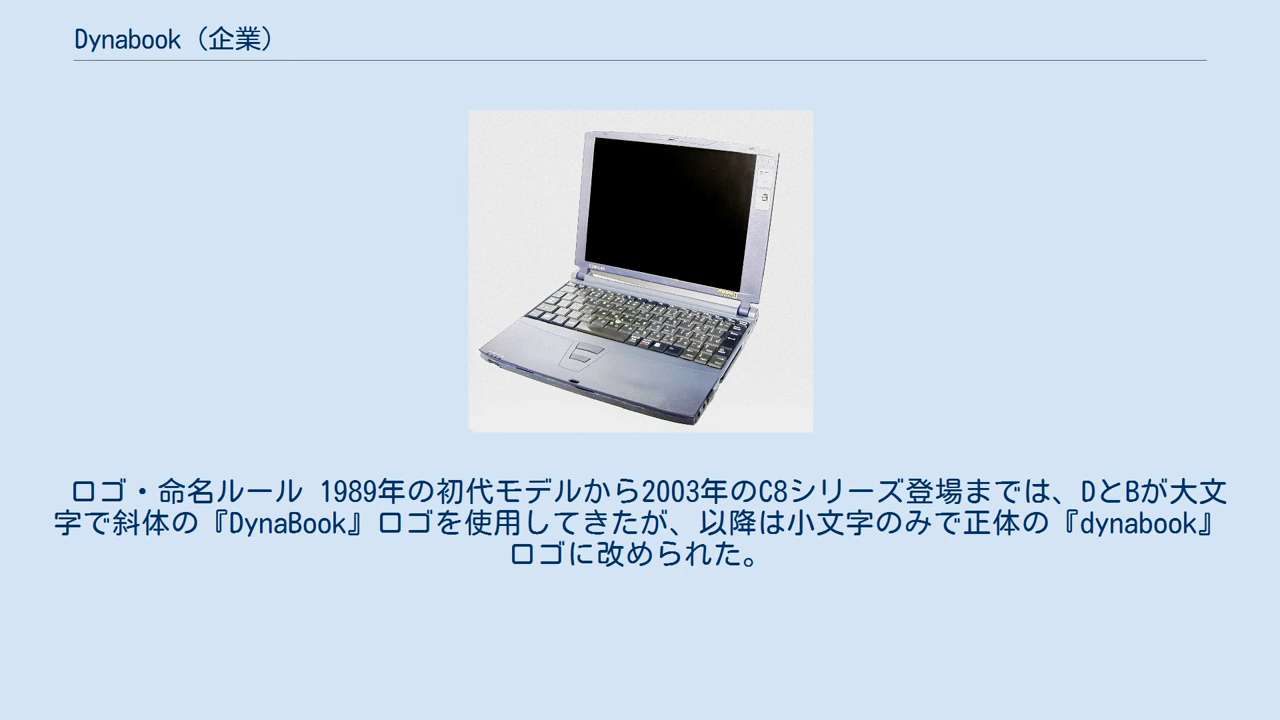 Dynabook（企業）
ロゴ・命名ルール 1989年の初代モデルから2003年のC8シリーズ登場までは、DとBが大文
字で斜体の『DynaBook』ロゴを使用してきたが、以降は小文字のみで正体の『dynabook』
ロゴに改められた。